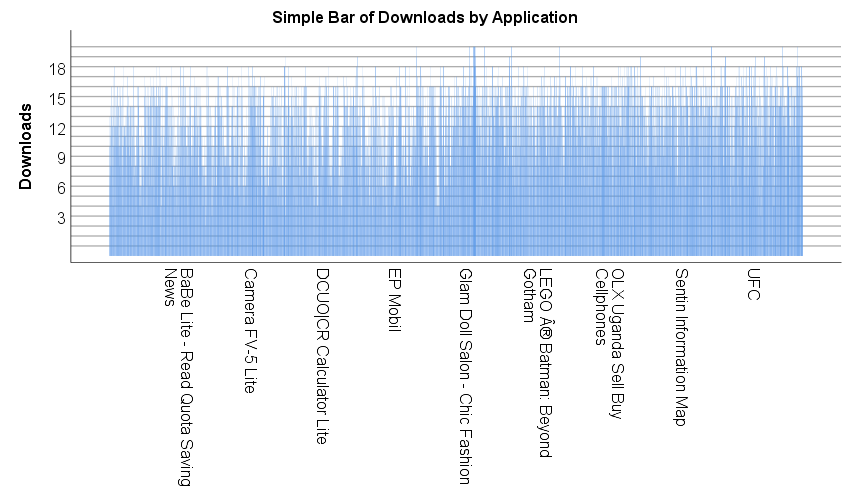 Simple Bar of Downloads by Application
Downloads
18
15
12
9
6
3
BaBe Lite - Read Quota Saving
News
Camera FV-5 Lite
DCUO|CR Calculator Lite
EP Mobil
Glam Doll Salon - Chic Fashion
LEGO Â® Batman: Beyond
Gotham
OLX Uganda Sell Buy
Cellphones
Sentin Information Map
UFC